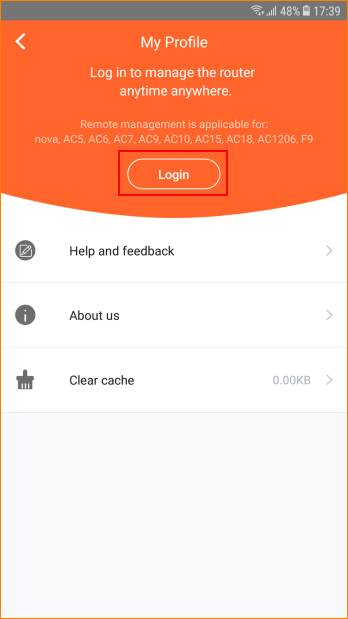 48% 17:39
My Profile
Log in to manage the router
anytime anywhere.
Remote management is applicable for:
nova, AC5, AC6, AC7, AC9, AC10, AC15, AC18, AC1206, F9
Login
Help and feedback
About us
Clear cache 0.00KB